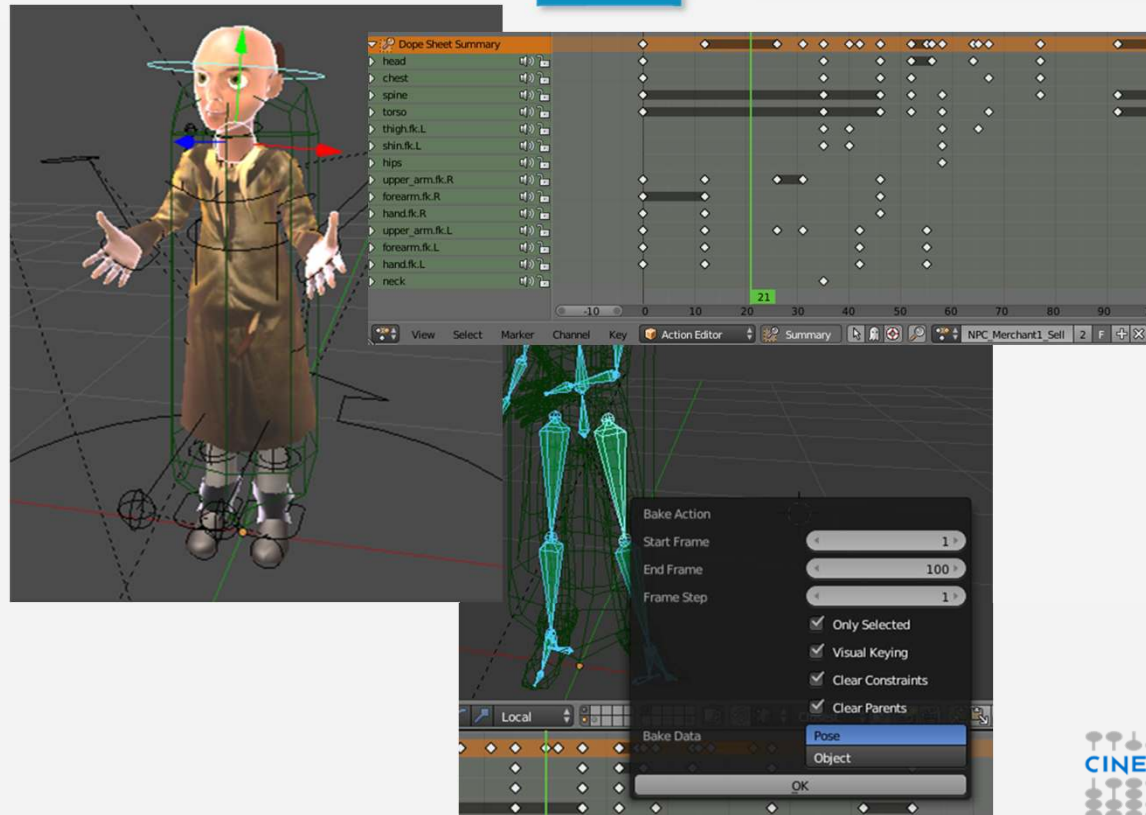 Dope Sheet Summary
head
chest
spine
torso
thigh.fk.L
shin.fk.L
hips
upper_arm.fk.R
forearm.fk.R
hand.fk.R
upper_arm.fk.L
forearm.fk.L
hand.fk.L
neck
21
-10 0 10 20 30 40 50 60 70 80 90
View Select Marker Channel Key Action Editor Summary NPC_Merchant1_Sell 2 F
Bake Action
Start Frame 1
End Frame 100
Frame Step 1
Only Selected
Visual Keying
Clear Constraints
Clear Parents
Local
Bake Data Pose
Object
OK
CINE